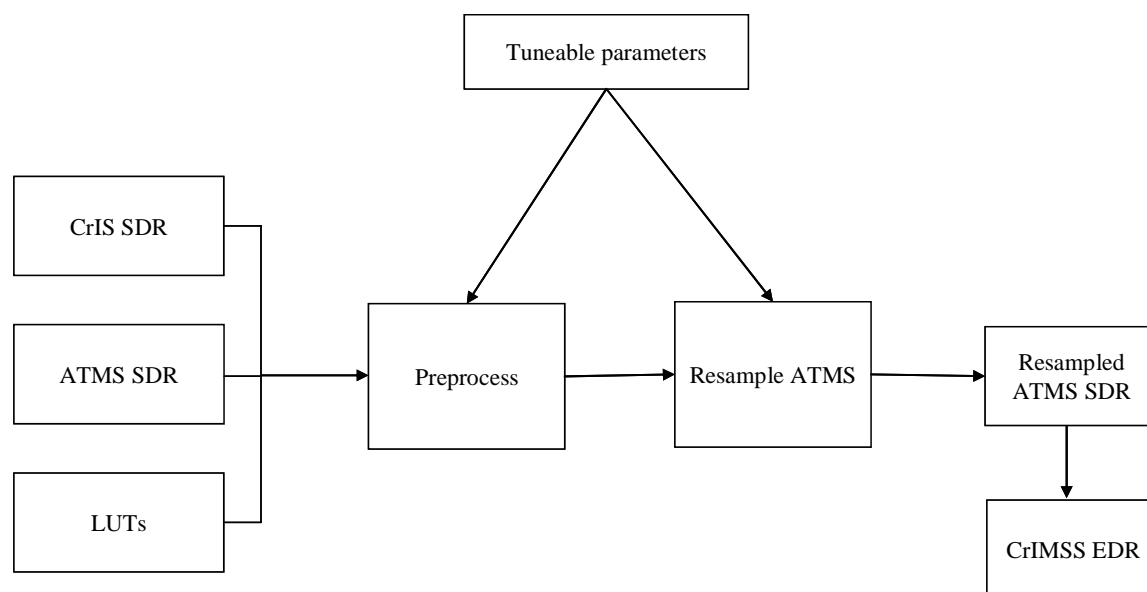 Tuneable parameters
CrIS SDR
ATMS SDR
LUTs
Preprocess
Resample ATMS
Resampled
ATMS SDR
CrIMSS EDR